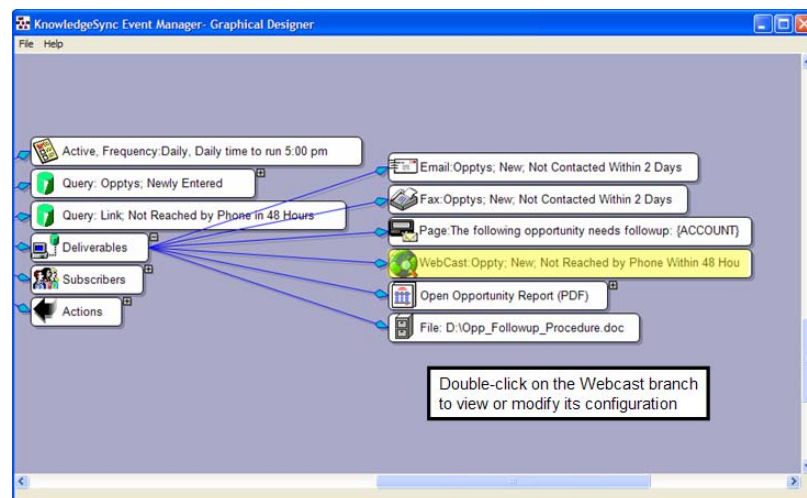 KnowledgeSync Event Manager- Graphical Designer
File Help
Active, Frequency:Daily, Daily time to run 5:00 pm
Query: Opptys; Newly Entered
Query: Link; Not Reached by Phone in 48 Hours
Deliverables
Subscribers
Actions
Email:Opptys; New; Not Contacted Within 2 Days
Fax:Opptys; New; Not Contacted Within 2 Days
Page:The following opportunity needs followup: {ACCOUNT}
WebCast:Oppty; New; Not Reached by Phone Within 48 Hou
Open Opportunity Report (PDF)
File: D:\Opp_Followup_Procedure.doc
Double-click on the Webcast branch
to view or modify its configuration